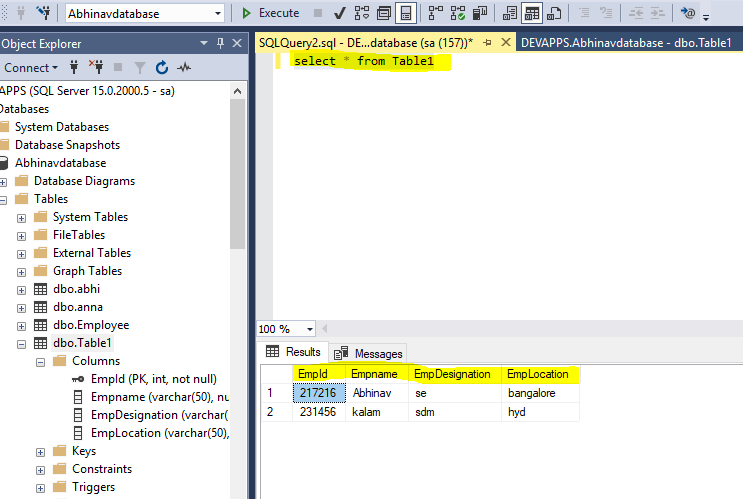 Abhinavdatabase Execute
Object Explorer
Connect
APPS (SQL Server 15.0.2000.5 - sa)
Databases
System Databases
Database Snapshots
Abhinavdatabase
Database Diagrams
Tables
System Tables
FileTables
External Tables
Graph Tables
dbo.abhi
dbo.anna
dbo.Employee
dbo.Table1
Columns
EmpId (PK, int, not null)
Empname (varchar(50), nu
EmpDesignation (varchar(
EmpLocation (varchar(50),
Keys
Constraints
Triggers
SQLQuery2.sql - DE...database (sa (157))* DEVAPPS.Abhinavdatabase - dbo.Table1
select * from Table1
100 %
Results Messages
EmpId Empname EmpDesignation EmpLocation
1 217216 Abhinav se bangalore
2 231456 kalam sdm hyd